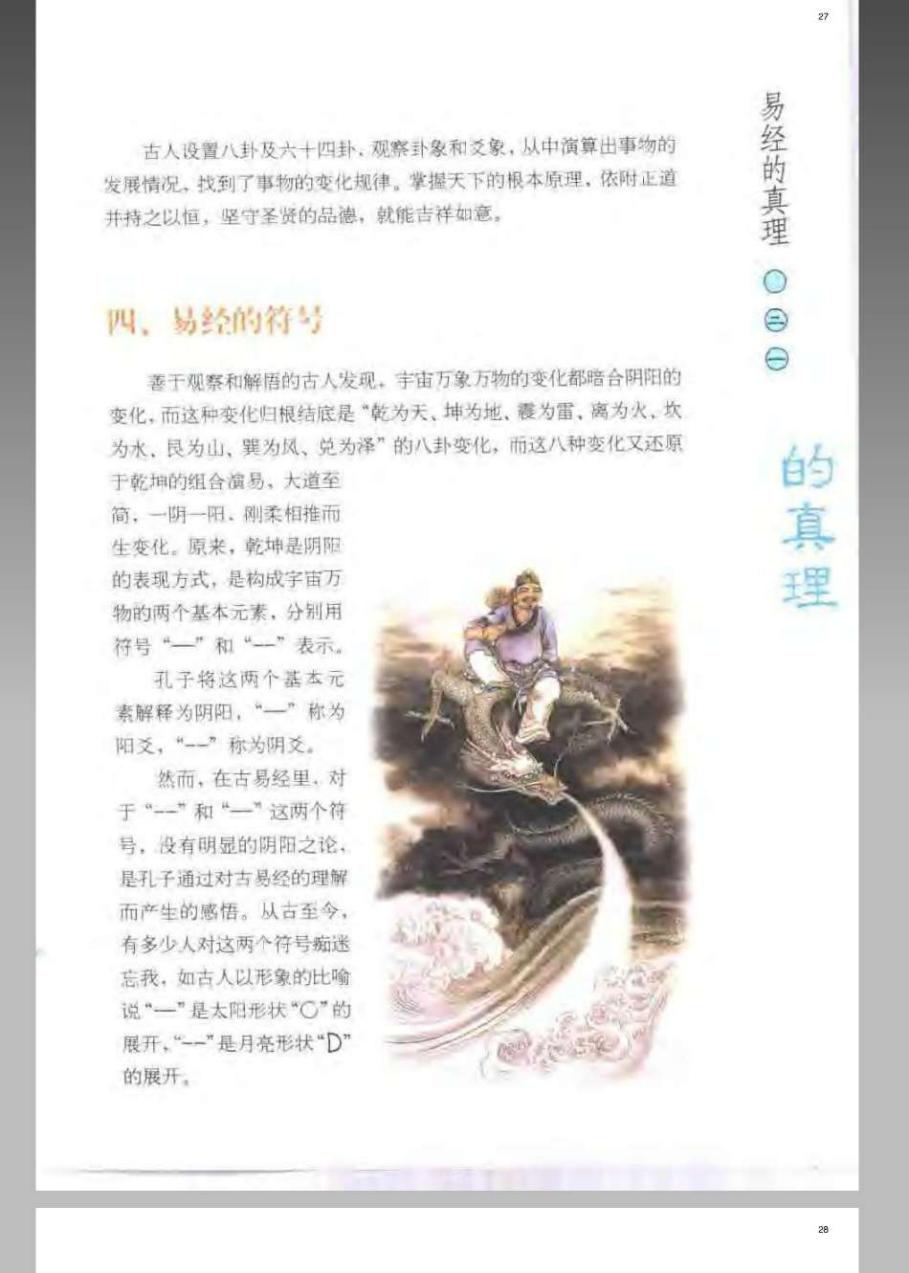 27
古人设置八卦及六十四卦，观察卦象和爻象，从中演算出事物的
发展情况，找到了事物的变化规律。掌握天下的根本原理，依附正道
并持之以恒，坚守圣贤的品德，就能吉祥如意。
四、易经的符号
善于观察和解悟的古人发现，宇宙万象万物的变化都暗合阴阳的
变化，而这种变化归根结底是“乾为天、坤为地、震为雷、离为火、坎
为水、艮为山、巽为风、兑为泽”的八卦变化，而这八种变化又还原
于乾坤的组合演易，大道至
简，一阴一阳、刚柔相推而
生变化。原来，乾坤是阴阳
的表现方式，是构成宇宙万
物的两个基本元素，分别用
符号“—”和“--”表示。
孔子将这两个基本元
素解释为阴阳，“—”称为
阳爻，“--”称为阴爻。
然而，在古易经里，对
于“--”和“—”这两个符
号，没有明显的阴阳之论，
是孔子通过对古易经的理解
而产生的感悟。从古至今，
有多少人对这两个符号痴迷
忘我，如古人以形象的比喻
说“—”是太阳形状“○”的
展开，“--”是月亮形状“D”
的展开。
易经的真理 〇 二 一
的真理
28